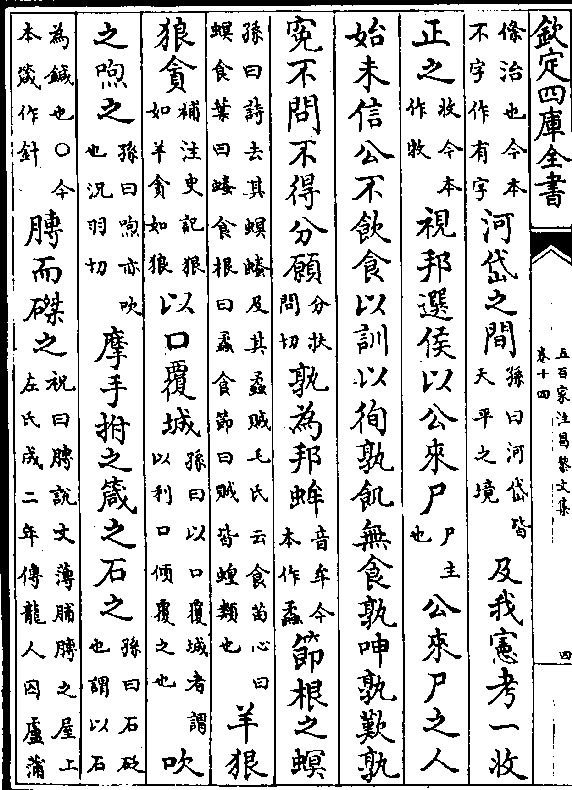 欽定四庫全書
五百家注昌黎文集
卷十四
四
條治也今本
不字作有字
河岱之間
孫曰河岱皆
天平之境
及我憲考一收
正之
收今本
作牧
視邦選侯以公來尸
尸主
也
公來尸之人
始未信公不飲食以訓以徇孰飢無食孰呻孰歎孰
寃不問不得分願
分扶
問切
孰為邦蛑
音牟今
本作蟊
節根之螟
孫曰詩去其螟螣及其蟊賊毛氏云食苗心曰
螟食葉曰螣食根曰蟊食節曰賊皆蝗類也
羊狠
狼貪
補注史記狠
如羊貪如狼
以口覆城
孫曰以口覆城者謂
以利口傾覆之也
吹
之喣之
孫曰喣亦吹
也況羽切
摩手拊之箴之石之
孫曰石砭
也謂以石
為鍼也○今
本箴作針
膊而磔之
祝曰膊說文薄脯膊之屋上
左氏成二年傳龍人囚盧蒲